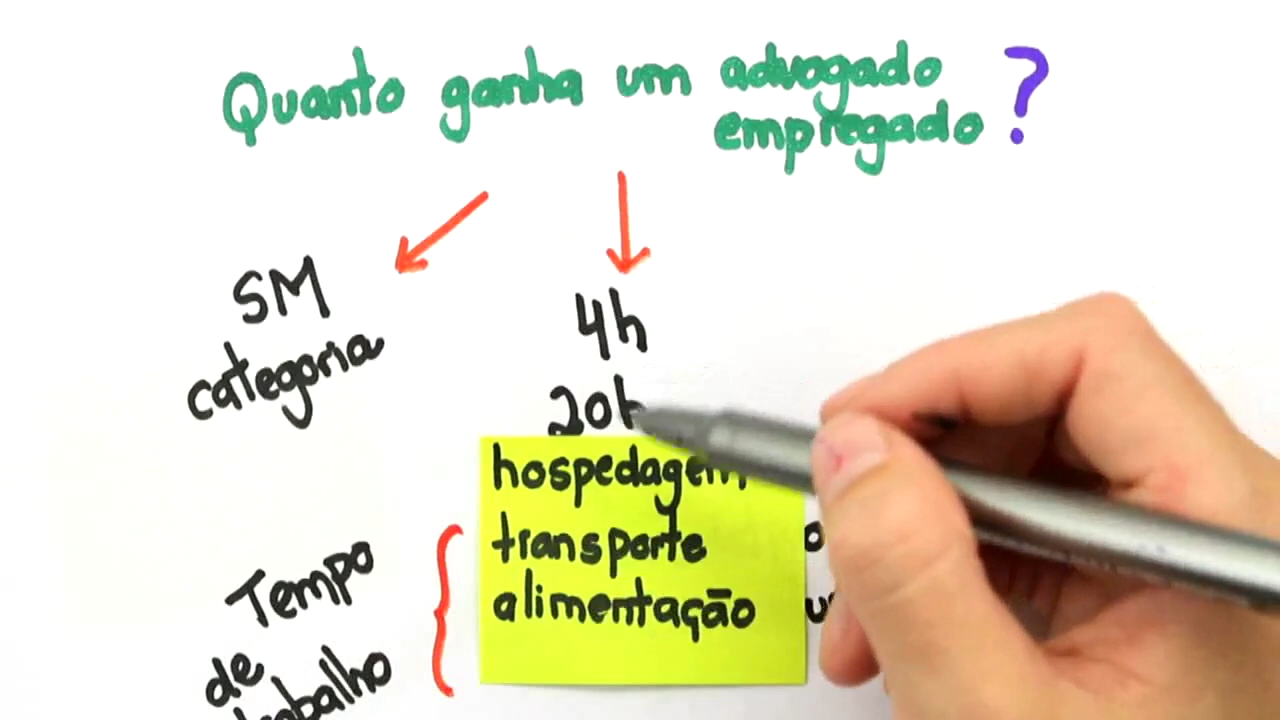 Quanto ganha um advogado
empregado ?
SM
categoria
4h
20h
hospedagem
transporte
alimentação
Tempo
de